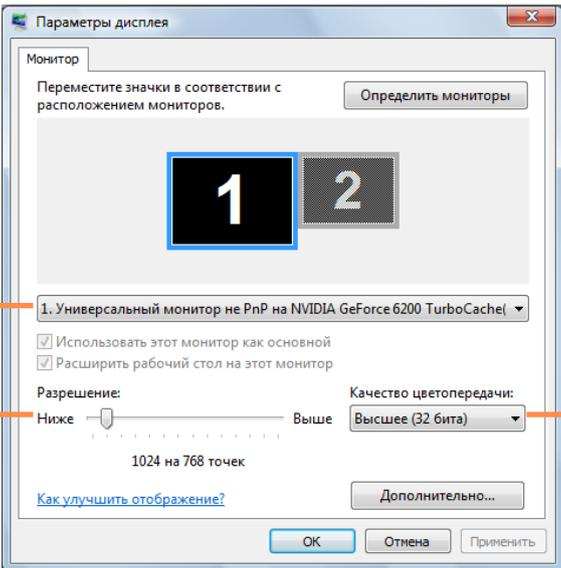 Параметры дисплея
Монитор
Переместите значки в соответствии с
расположением мониторов.
Определить мониторы
1
2
1. Универсальный монитор не PnP на NVIDIA GeForce 6200 TurboCache(
Использовать этот монитор как основной
Расширить рабочий стол на этот монитор
Разрешение:
Качество цветопередачи:
Ниже
Выше
Высшее (32 бита)
1024 на 768 точек
Как улучшить отображение?
Дополнительно...
ОК
Отмена
Применить